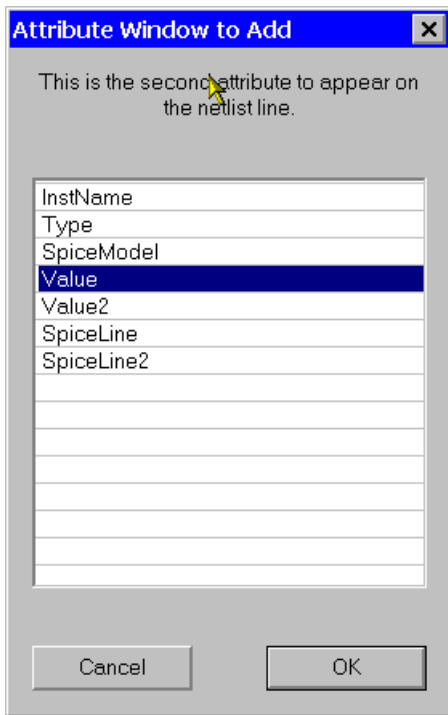 Attribute Window to Add
This is the second attribute to appear on
the netlist line.
InstName
Type
SpiceModel
Value
Value2
SpiceLine
SpiceLine2
Cancel
OK